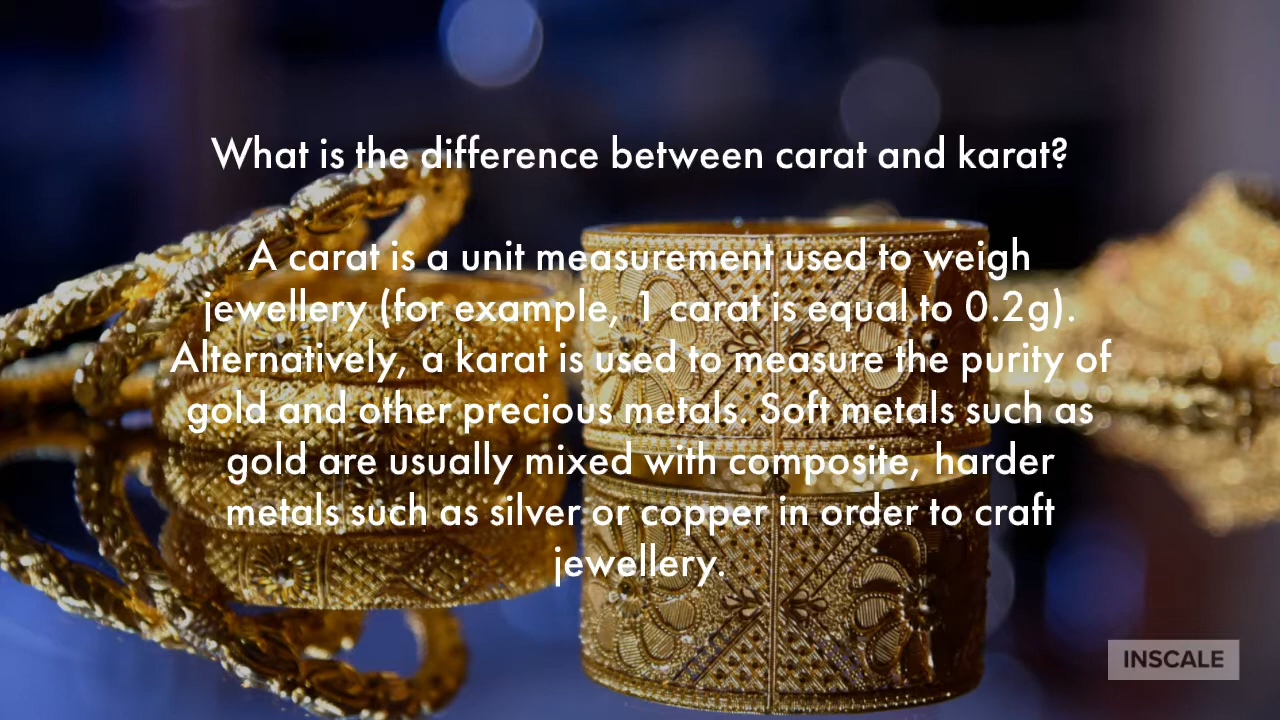 What is the difference between carat and karat?
A carat is a unit measurement used to weigh
jewellery (for example, 1 carat is equal to 0.2g).
Alternatively, a karat is used to measure the purity of
gold and other precious metals. Soft metals such as
gold are usually mixed with composite, harder
metals such as silver or copper in order to craft
jewellery.
INSCALE